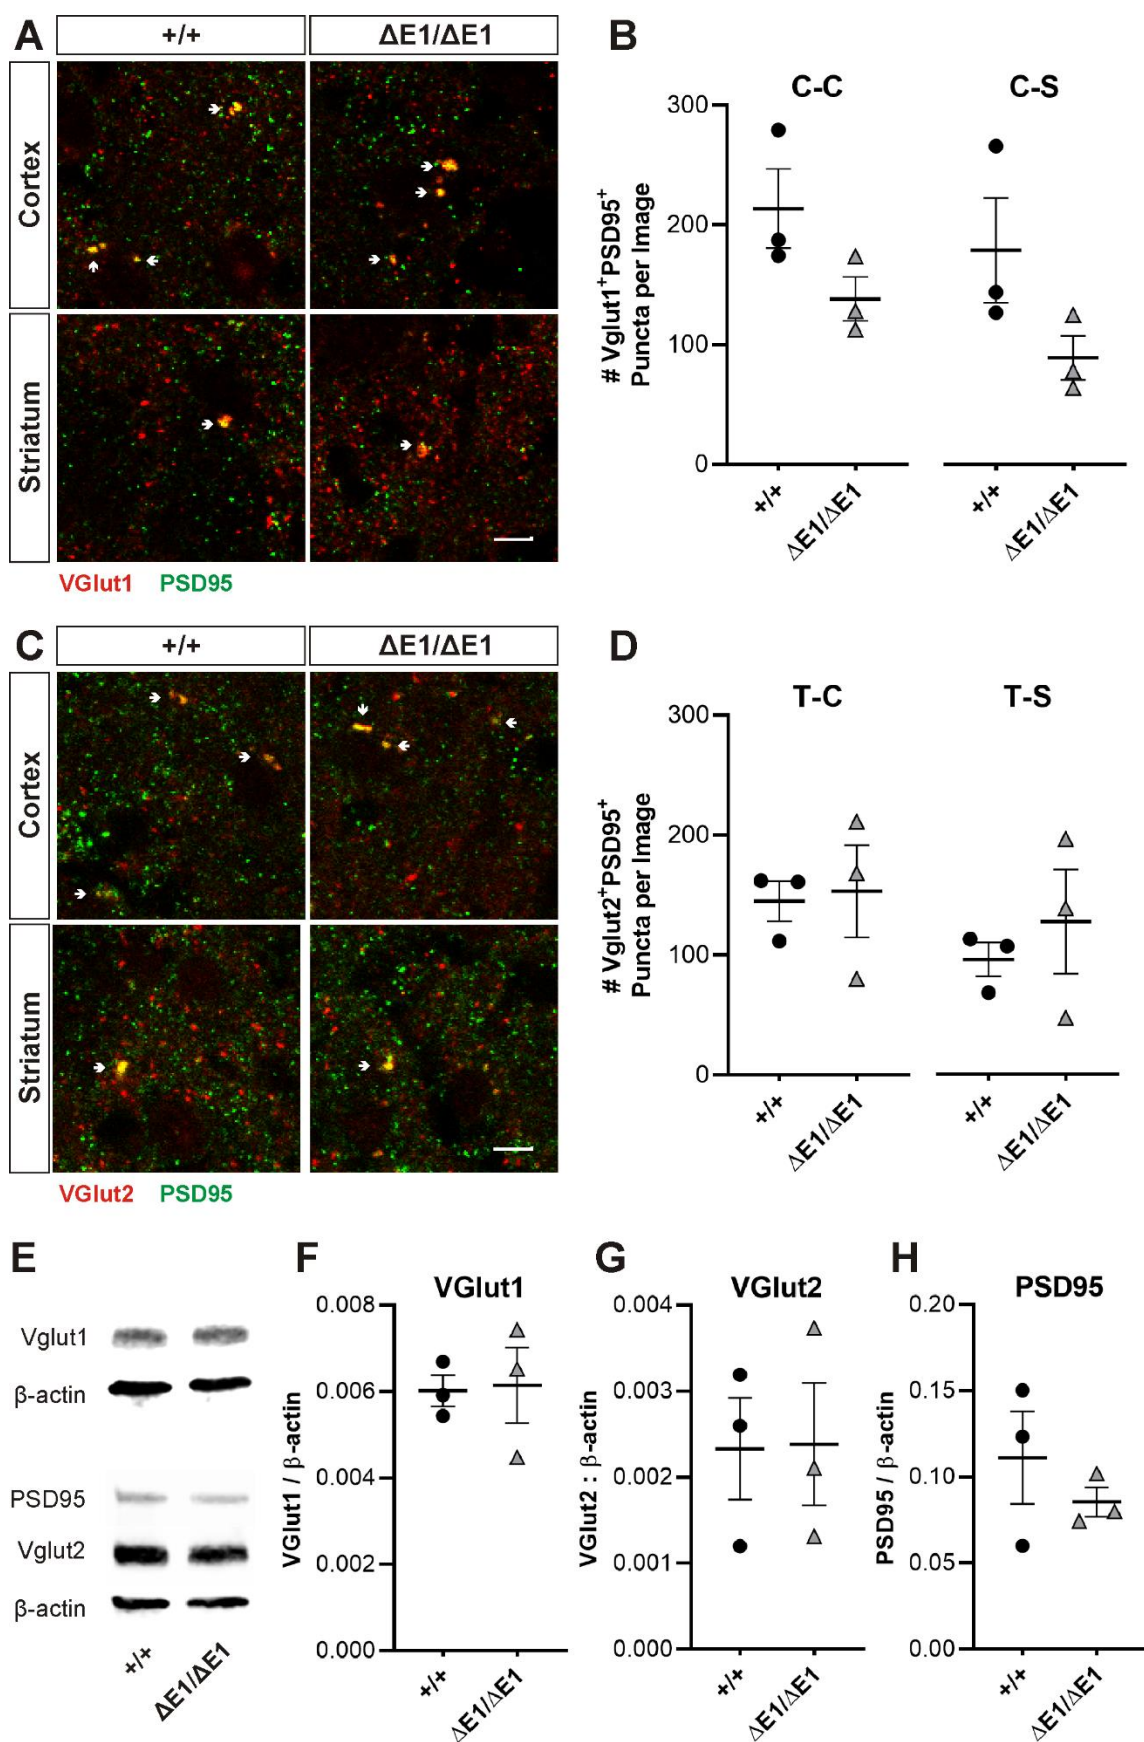 A
+/+
ΔE1/ΔE1
Cortex
Striatum
VGlut1 PSD95
B
C-C
C-S
# Vglut1⁺PSD95⁺
Puncta per Image
300
200
100
0
+/+
ΔE1/ΔE1
+/+
ΔE1/ΔE1
C
+/+
ΔE1/ΔE1
Cortex
Striatum
VGlut2 PSD95
D
T-C
T-S
# Vglut2⁺PSD95⁺
Puncta per Image
300
200
100
0
+/+
ΔE1/ΔE1
+/+
ΔE1/ΔE1
E
Vglut1
β-actin
PSD95
Vglut2
β-actin
+/+
ΔE1/ΔE1
F
VGlut1
VGlut1 / β-actin
0.008
0.006
0.004
0.002
0.000
+/+
ΔE1/ΔE1
G
VGlut2
VGlut2 : β-actin
0.004
0.003
0.002
0.001
0.000
+/+
ΔE1/ΔE1
H
PSD95
PSD95 / β-actin
0.20
0.15
0.10
0.05
0.00
+/+
ΔE1/ΔE1